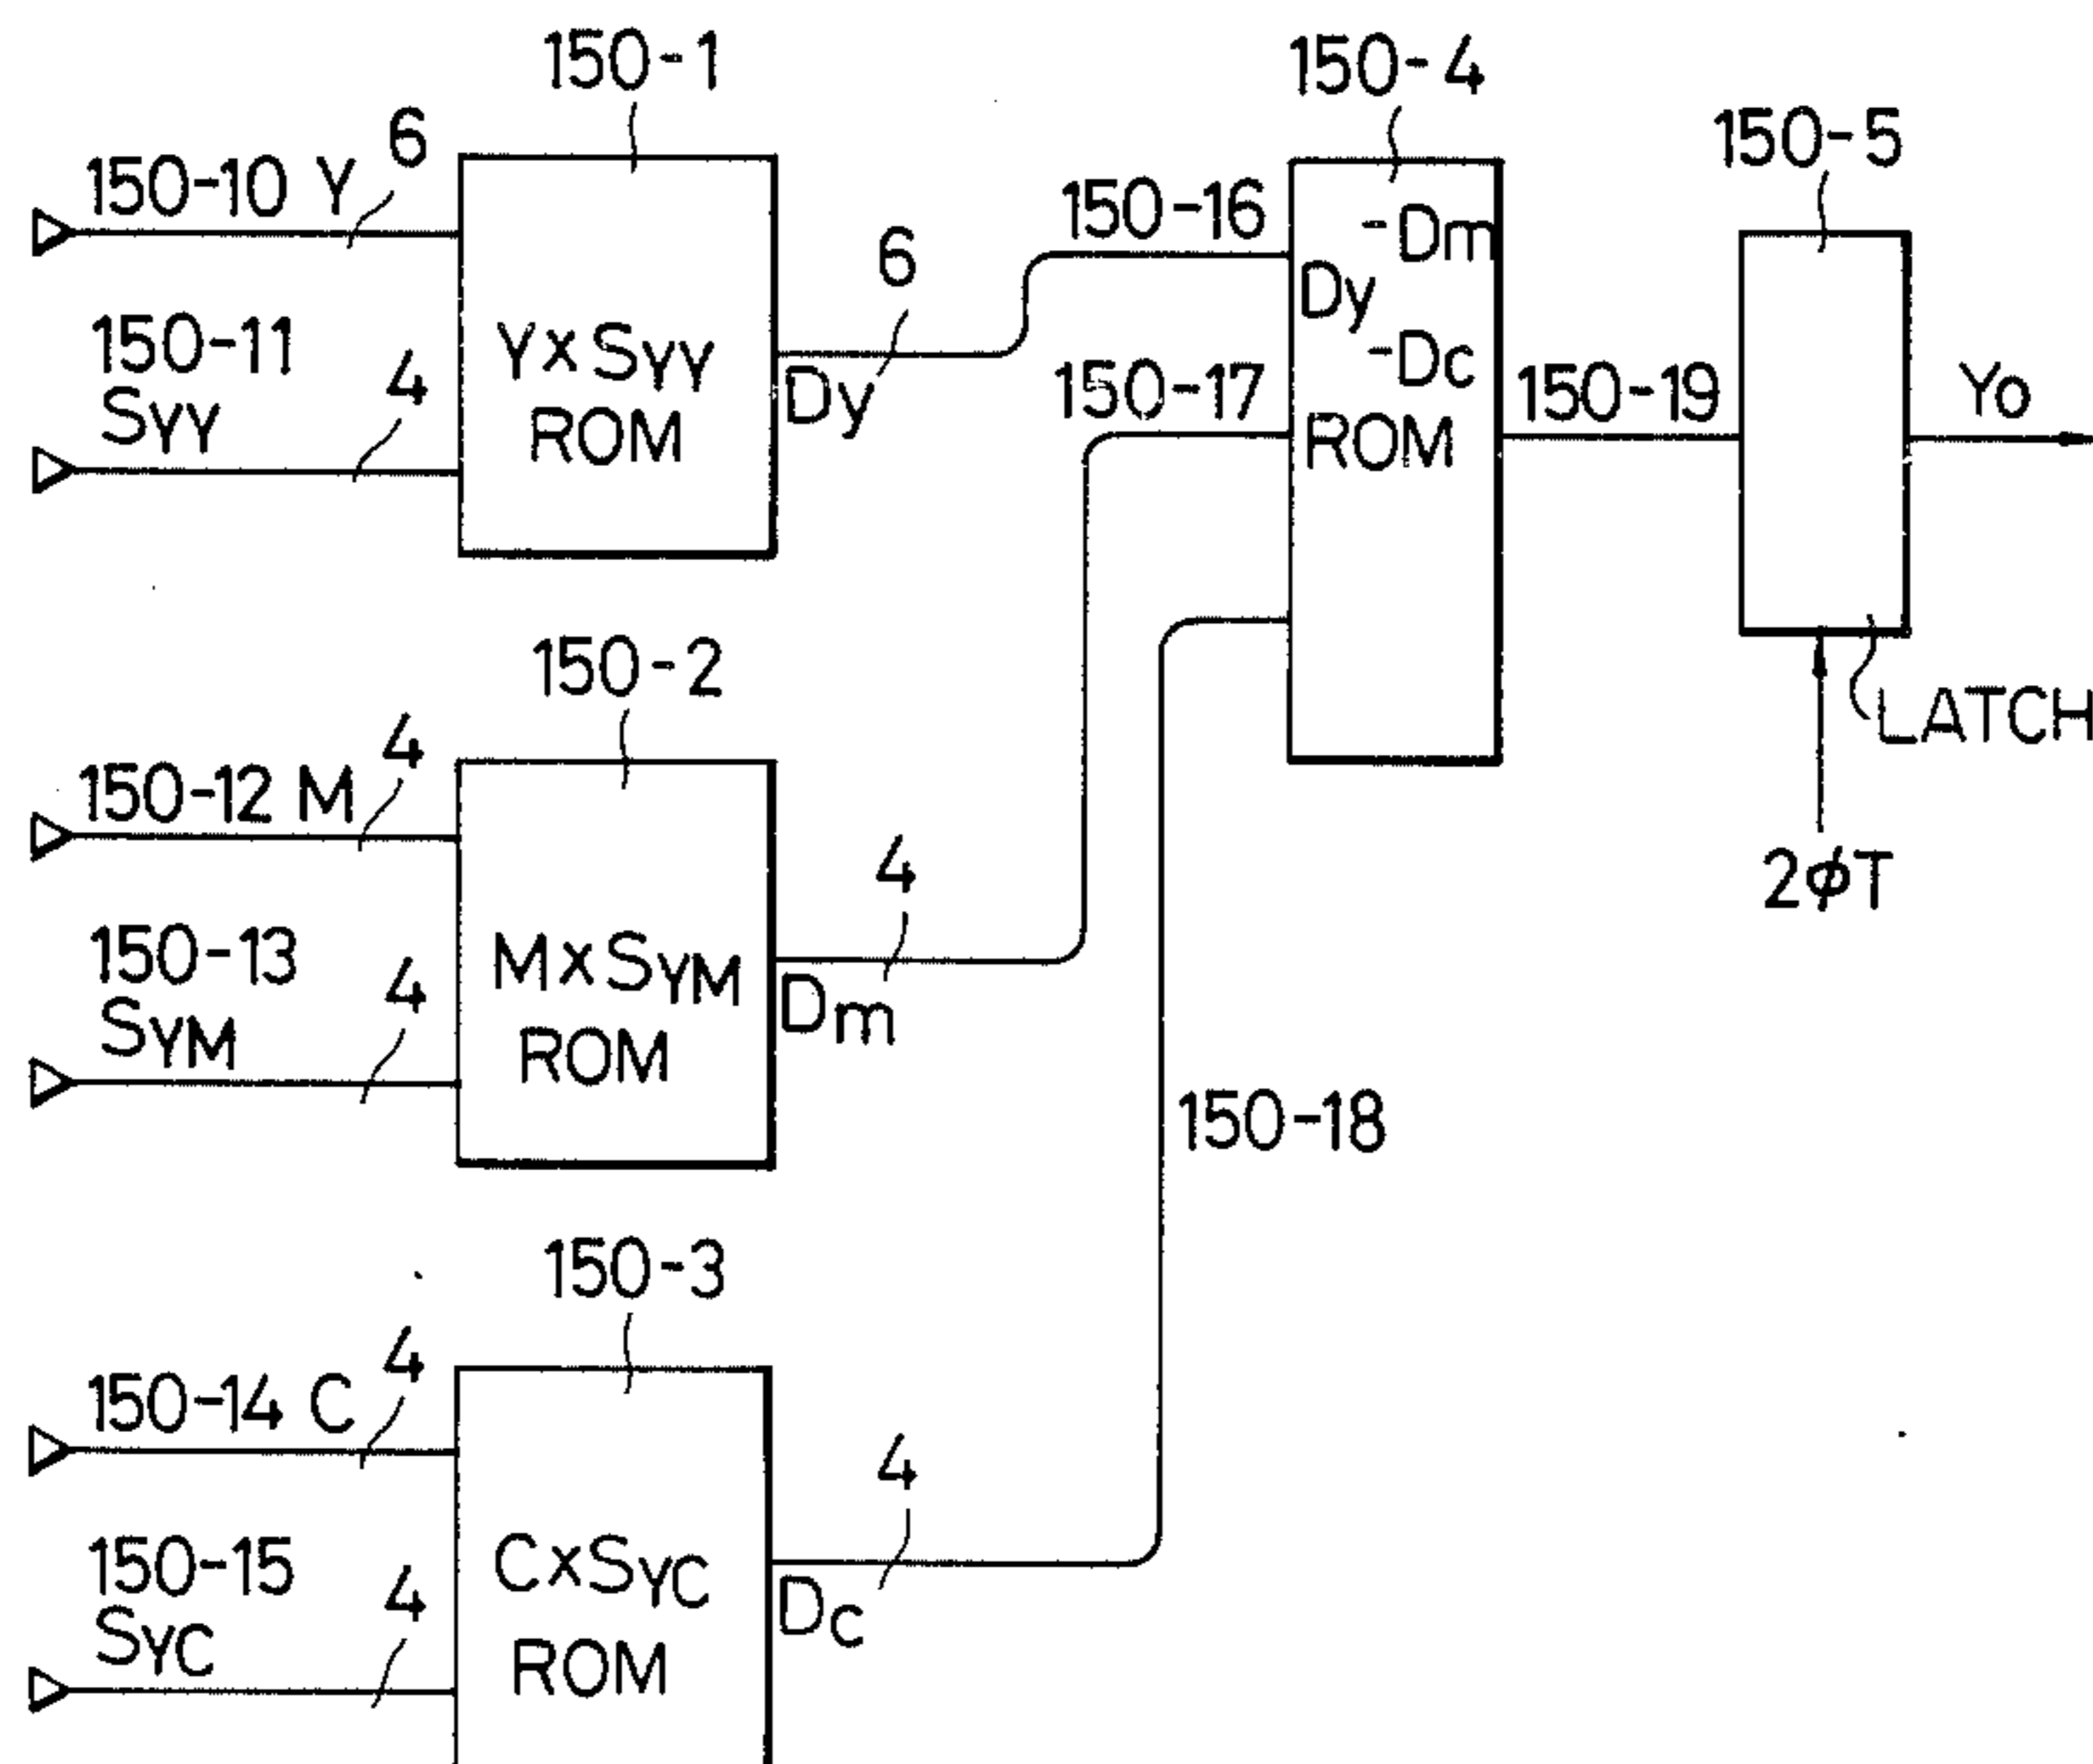 150-1
150-4
150-5
150-10 Y
6
150-11
SYY
4
YxSYY
ROM
Dy
6
150-16
150-17
-Dm
Dy
-Dc
ROM
150-19
Yo
LATCH
2φT
150-2
150-12 M
4
150-13
SYM
4
MxSYM
ROM
Dm
4
150-18
150-3
150-14 C
4
150-15
SYC
4
CxSYC
ROM
Dc
4